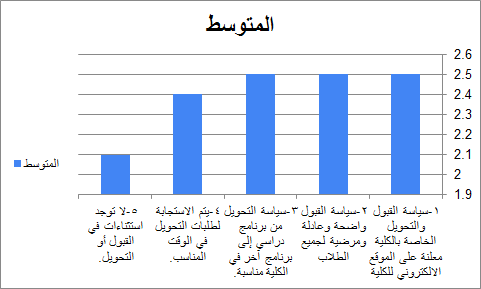 المتوسط
2.6
2.5
2.4
2.3
2.2
2.1
2
1.9
١-سياسة القبول
والتحويل
الخاصة بالكلية
معلنة على الموقع
الالكتروني للكلية
٢-سياسة القبول
واضحة وعادلة
ومرضية لجميع
الطلاب
٣-سياسة التحويل
من برنامج
دراسي إلى
برنامج آخر في
الكلية مناسبة.
٤-يتم الاستجابة
لطلبات التحويل
في الوقت
المناسب.
٥-لا توجد
استثناءات في
القبول أو
التحويل.
المتوسط